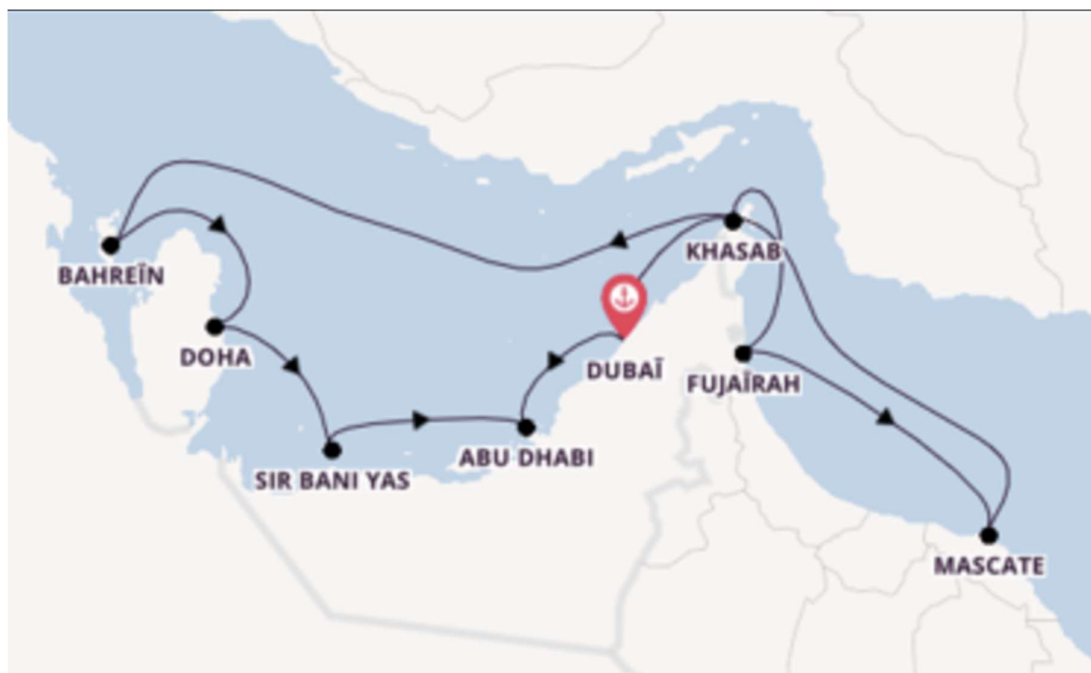 KHASAB
BAHREÏN
DOHA
DUBAÏ
FUJAÏRAH
ABU DHABI
SIR BANI YAS
MASCATE